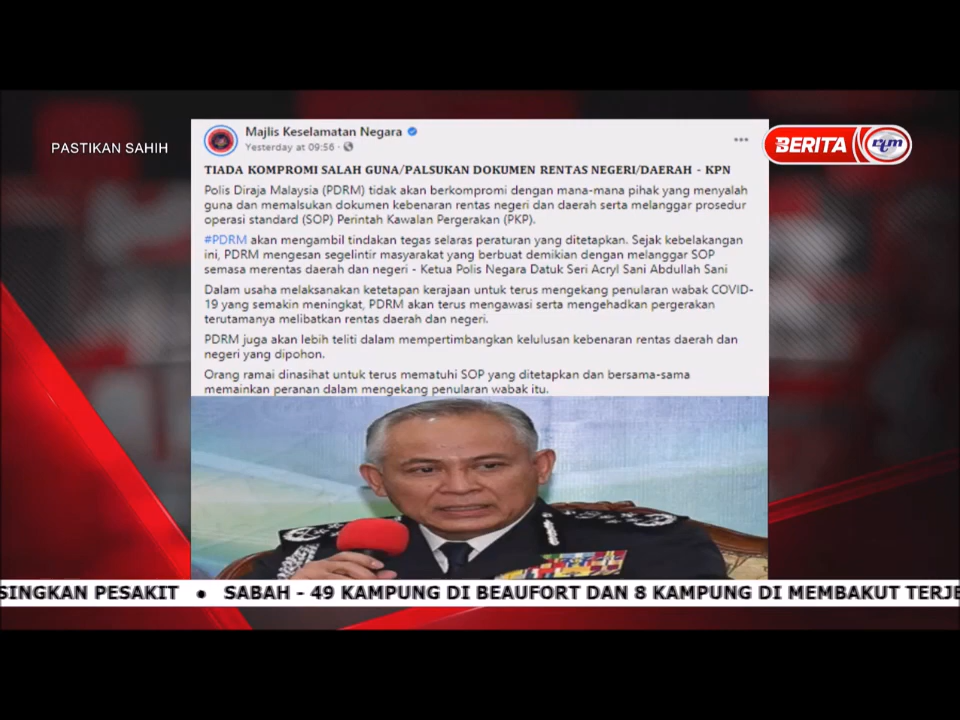 PASTIKAN SAHIH
BERITA rtm
Majlis Keselamatan Negara
Yesterday at 09:56
TIADA KOMPROMI SALAH GUNA/PALSUKAN DOKUMEN RENTAS NEGERI/DAERAH - KPN
Polis Diraja Malaysia (PDRM) tidak akan berkompromi dengan mana-mana pihak yang menyalah
guna dan memalsukan dokumen kebenaran rentas negeri dan daerah serta melanggar prosedur
operasi standard (SOP) Perintah Kawalan Pergerakan (PKP).
#PDRM akan mengambil tindakan tegas selaras peraturan yang ditetapkan. Sejak kebelakangan
ini, PDRM mengesan segelintir masyarakat yang berbuat demikian dengan melanggar SOP
semasa merentas daerah dan negeri - Ketua Polis Negara Datuk Seri Acryl Sani Abdullah Sani
Dalam usaha melaksanakan ketetapan kerajaan untuk terus mengekang penularan wabak COVID-
19 yang semakin meningkat, PDRM akan terus mengawasi serta mengehadkan pergerakan
terutamanya melibatkan rentas daerah dan negeri.
PDRM juga akan lebih teliti dalam mempertimbangkan kelulusan kebenaran rentas daerah dan
negeri yang dipohon.
Orang ramai dinasihat untuk terus mematuhi SOP yang ditetapkan dan bersama-sama
memainkan peranan dalam mengekang penularan wabak itu.
SINGKAN PESAKIT • SABAH - 49 KAMPUNG DI BEAUFORT DAN 8 KAMPUNG DI MEMBAKUT TERJE